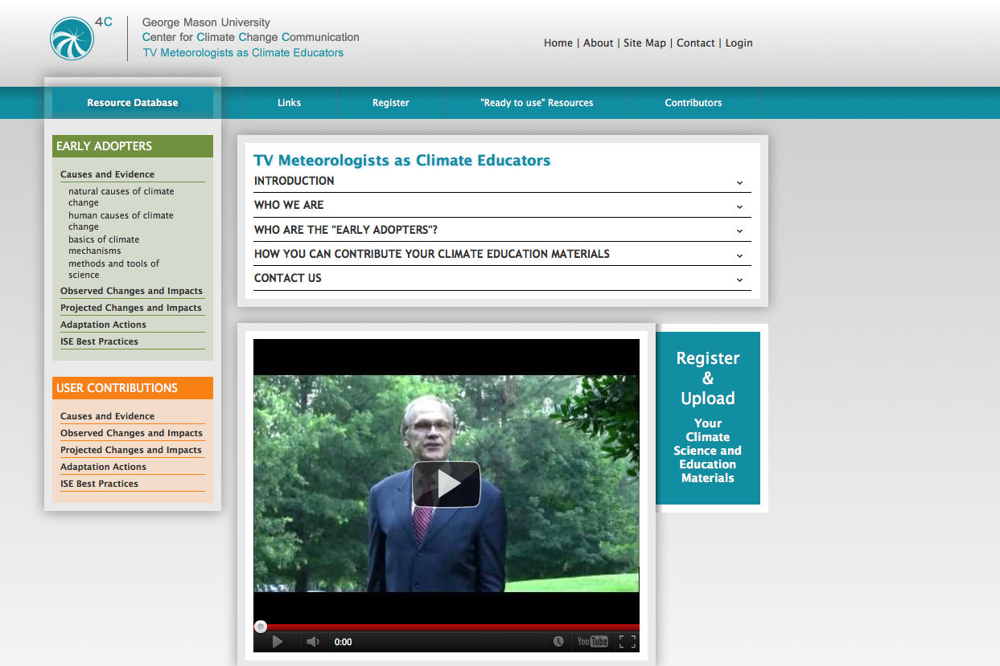 4C
George Mason University
Center for Climate Change Communication
TV Meteorologists as Climate Educators
Home | About | Site Map | Contact | Login
Resource Database
Links
Register
"Ready to use" Resources
Contributors
EARLY ADOPTERS
Causes and Evidence
natural causes of climate
change
human causes of climate
change
basics of climate
mechanisms
methods and tools of
science
Observed Changes and Impacts
Projected Changes and Impacts
Adaptation Actions
ISE Best Practices
USER CONTRIBUTIONS
Causes and Evidence
Observed Changes and Impacts
Projected Changes and Impacts
Adaptation Actions
ISE Best Practices
TV Meteorologists as Climate Educators
INTRODUCTION
WHO WE ARE
WHO ARE THE "EARLY ADOPTERS"?
HOW YOU CAN CONTRIBUTE YOUR CLIMATE EDUCATION MATERIALS
CONTACT US
0:00
YouTube
Register
&
Upload
Your
Climate
Science and
Education
Materials